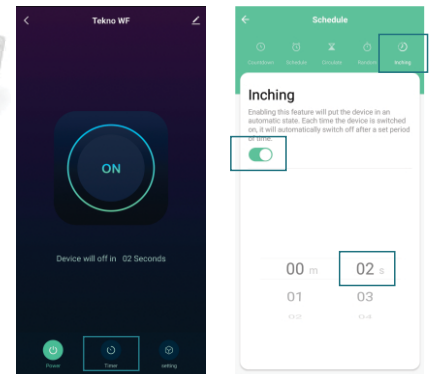 Tekno WF
ON
Device will off in 02 Seconds
Power
Timer
setting
Schedule
Countdown
Schedule
Circulate
Random
Inching
Inching
Enabling this feature will put the device in an
automatic state. Each time the device is switched
on, it will automatically switch off after a set period
of time.
00 m 02 s
01 03
02 04